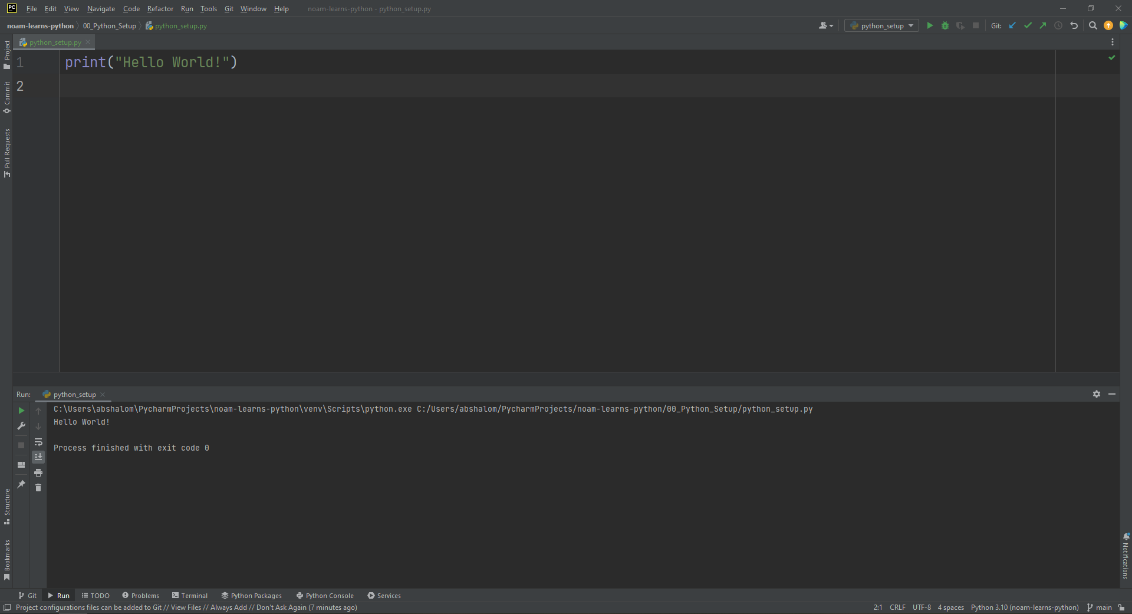 PC File Edit View Navigate Code Refactor Run Tools Git Window Help noam-learns-python - python_setup.py
noam-learns-python 00_Python_Setup python_setup.py python_setup Git:
python_setup.py
Project
Commit
Pull Requests
1 print("Hello World!")
2
Run: python_setup
C:\Users\abshalom\PycharmProjects\noam-learns-python\venv\Scripts\python.exe C:/Users/abshalom/PycharmProjects/noam-learns-python/00_Python_Setup/python_setup.py
Hello World!
Process finished with exit code 0
Structure
Bookmarks
Notifications
Git Run TODO Problems Terminal Python Packages Python Console Services
Project configurations files can be added to Git // View Files // Always Add // Don't Ask Again (7 minutes ago) 2:1 CRLF UTF-8 4 spaces Python 3.10 (noam-learns-python) main